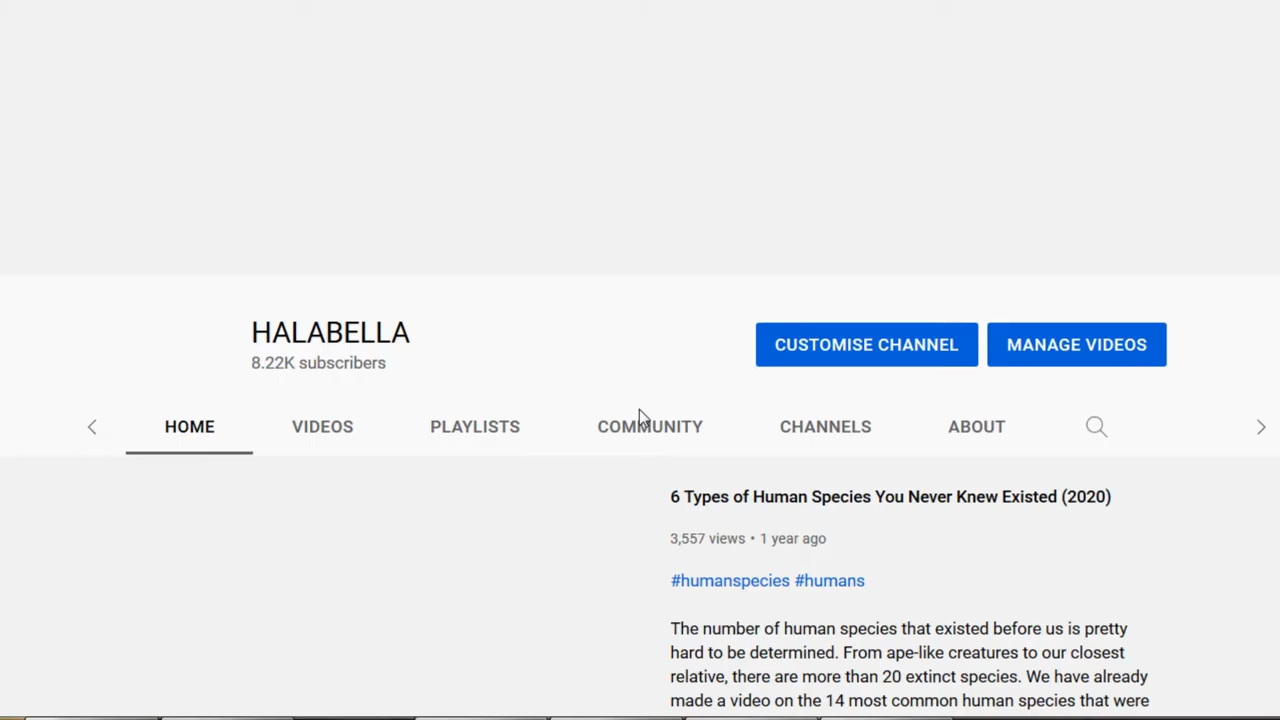 HALABELLA
8.22K subscribers
CUSTOMISE CHANNEL
MANAGE VIDEOS
HOME
VIDEOS
PLAYLISTS
COMMUNITY
CHANNELS
ABOUT
6 Types of Human Species You Never Knew Existed (2020)
3,557 views • 1 year ago
#humanspecies #humans
The number of human species that existed before us is pretty
hard to be determined. From ape-like creatures to our closest
relative, there are more than 20 extinct species. We have already
made a video on the 14 most common human species that were